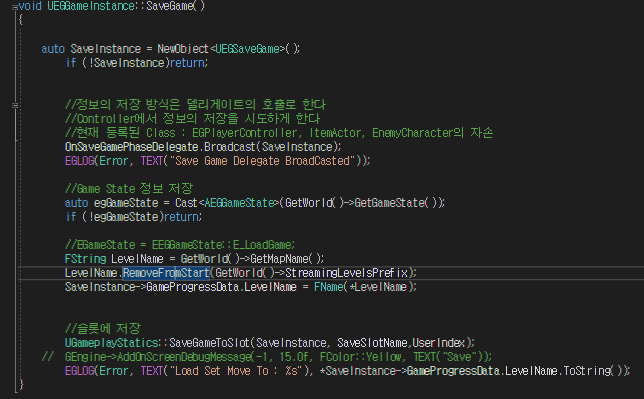 void UEGGameInstance::SaveGame()
{
auto SaveInstance = NewObject<UEGSaveGame>();
if (!SaveInstance)return;
//정보의 저장 방식은 델리게이트의 호출로 한다
//Controller에서 정보의 저장을 시도하게 한다
//현재 등록된 Class : EGPlayerController, ItemActor, EnemyCharacter의 자손
OnSaveGamePhaseDelegate.Broadcast(SaveInstance);
EGLOG(Error, TEXT("Save Game Delegate BroadCasted"));
//Game State 정보 저장
auto egGameState = Cast<AEGGameState>(GetWorld()->GetGameState());
if (!egGameState)return;
//EGameState = EEGGameState::E_LoadGame;
FString LevelName = GetWorld()->GetMapName();
LevelName.RemoveFromStart(GetWorld()->StreamingLevelsPrefix);
SaveInstance->GameProgressData.LevelName = FName(*LevelName);
//슬롯에 저장
UGameplayStatics::SaveGameToSlot(SaveInstance, SaveSlotName,UserIndex);
// GEngine->AddOnScreenDebugMessage(-1, 15.0f, FColor::Yellow, TEXT("Save"));
EGLOG(Error, TEXT("Load Set Move To : %s"), *SaveInstance->GameProgressData.LevelName.ToString());
}